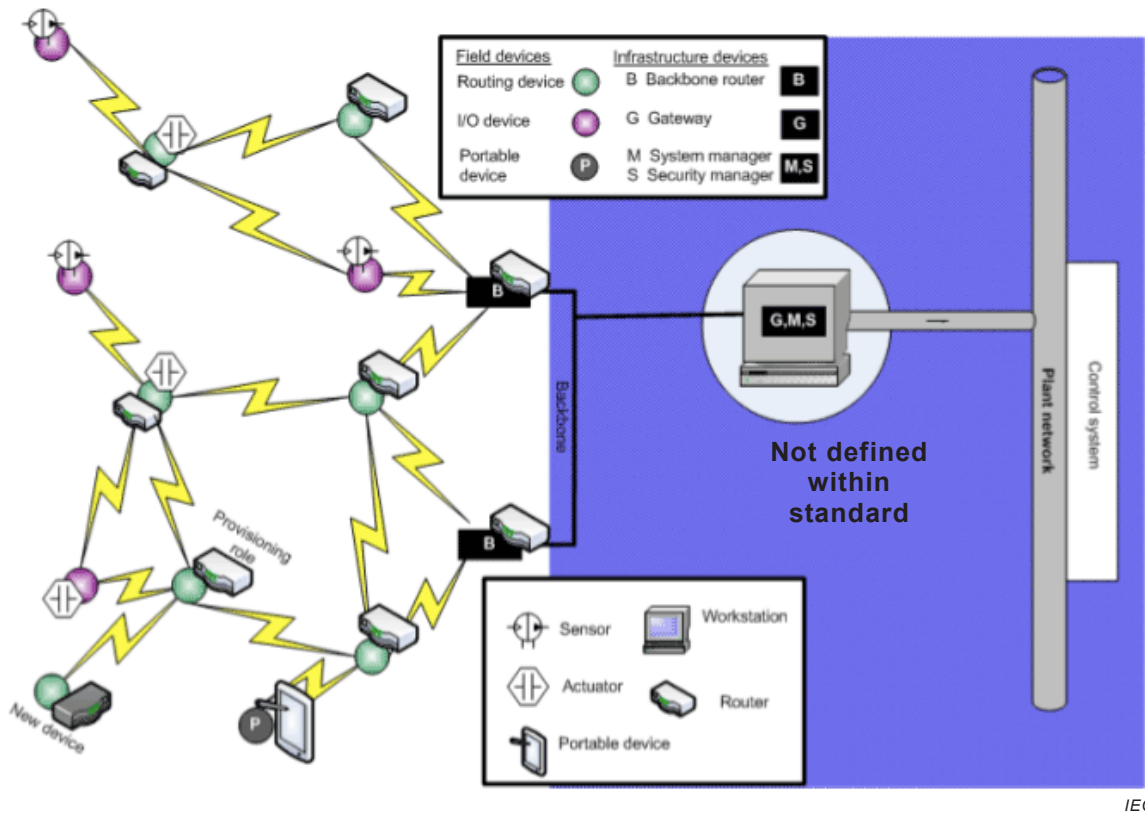 Field devices
Infrastructure devices
Routing device
B Backbone router
B
I/O device
G Gateway
G
Portable
device
P
M System manager
S Security manager
M,S
B
G,M,S
Backbone
Plant network
Control system
Not defined
within
standard
B
Provisioning
role
New device
P
Sensor
Workstation
Actuator
Router
Portable device